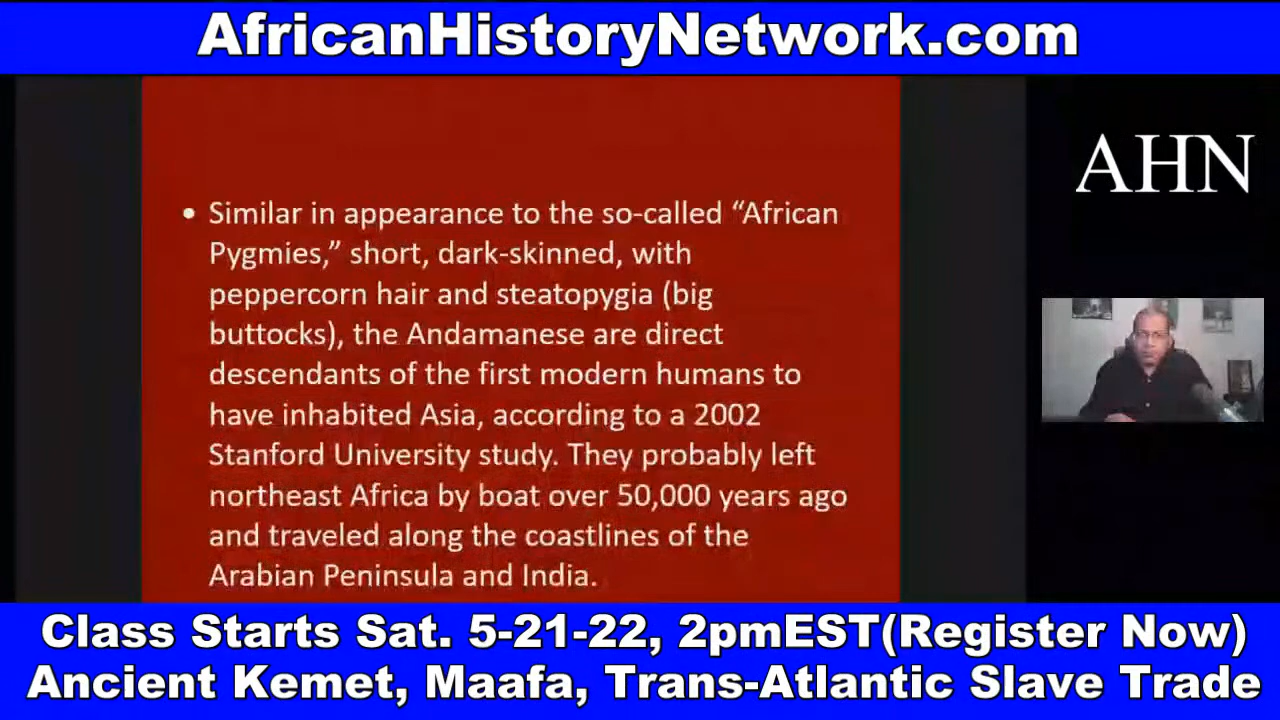 AfricanHistoryNetwork.com
AHN
• Similar in appearance to the so-called “African
Pygmies,” short, dark-skinned, with
peppercorn hair and steatopygia (big
buttocks), the Andamanese are direct
descendants of the first modern humans to
have inhabited Asia, according to a 2002
Stanford University study. They probably left
northeast Africa by boat over 50,000 years ago
and traveled along the coastlines of the
Arabian Peninsula and India.
Class Starts Sat. 5-21-22, 2pmEST(Register Now)
Ancient Kemet, Maafa, Trans-Atlantic Slave Trade